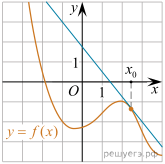 y
x₀
1
O
1
x
y = f(x)
решуегэ.рф